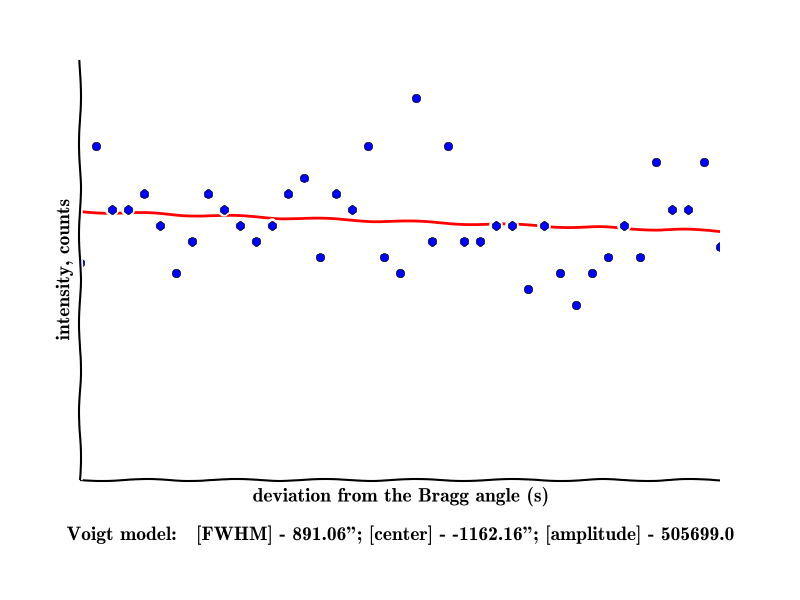 intensity, counts
deviation from the Bragg angle (s)
Voigt model: [FWHM] - 891.06”; [center] - -1162.16”; [amplitude] - 505699.0